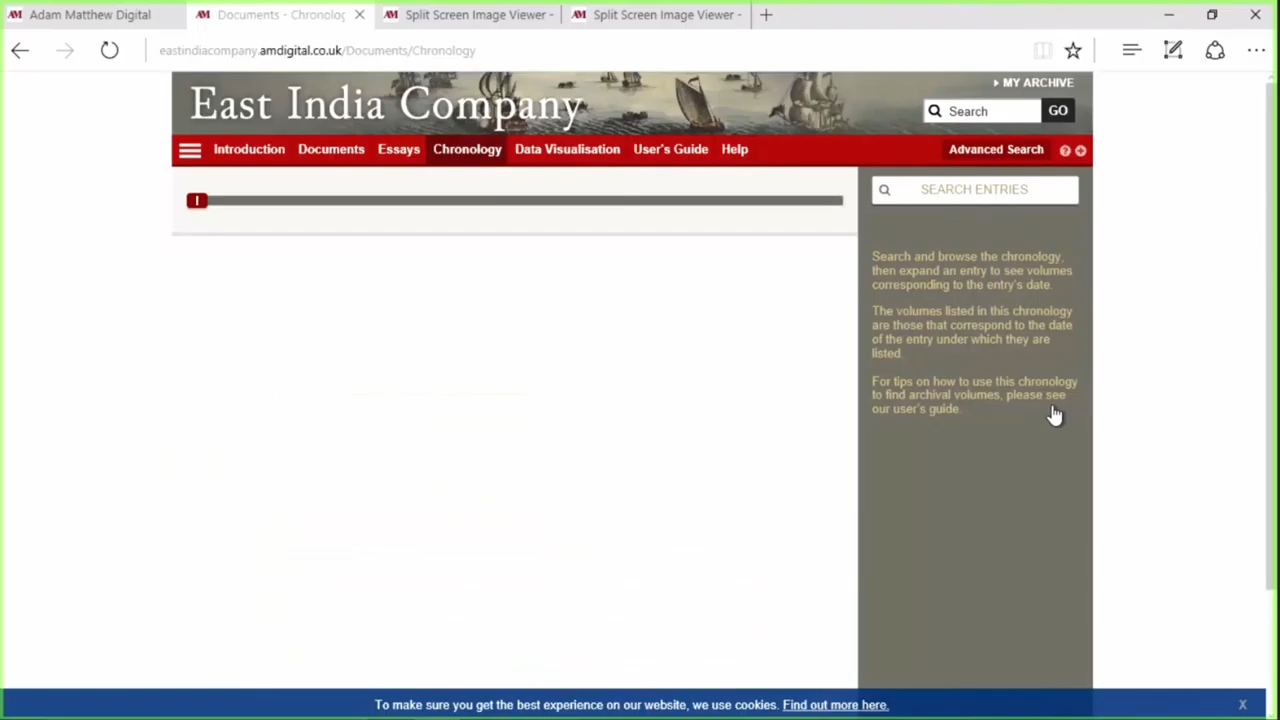 AM Adam Matthew Digital
AM Documents - Chronolog
AM Split Screen Image Viewer -
AM Split Screen Image Viewer -
eastindiacompany.amdigital.co.uk/Documents/Chronology
East India Company
MY ARCHIVE
Search GO
Introduction Documents Essays Chronology Data Visualisation User's Guide Help Advanced Search ? +
SEARCH ENTRIES
Search and browse the chronology,
then expand an entry to see volumes
corresponding to the entry's date.
The volumes listed in this chronology
are those that correspond to the date
of the entry under which they are
listed.
For tips on how to use this chronology
to find archival volumes, please see
our user's guide.
To make sure you get the best experience on our website, we use cookies. Find out more here. X